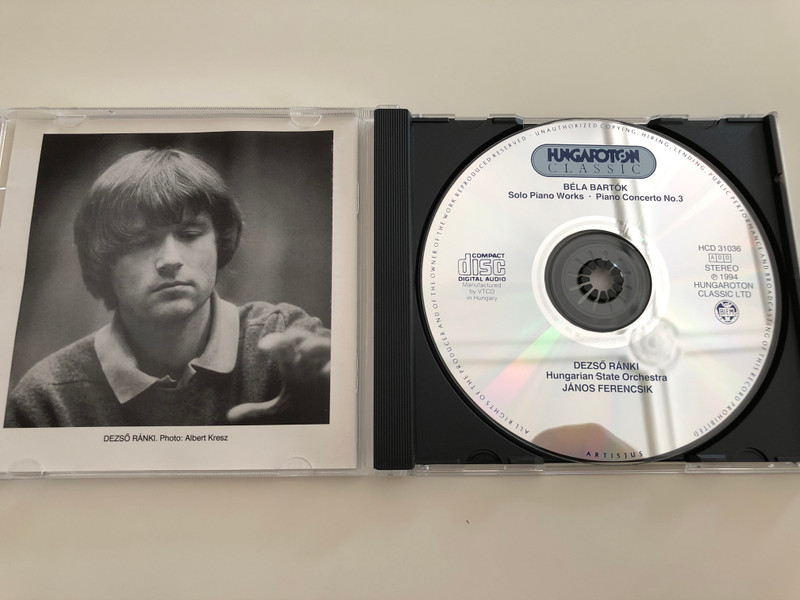 DEZSŐ RÁNKI. Photo: Albert Kresz
UNAUTHORIZED COPYING, HIRING, LENDING, PUBLIC PERFORMANCE AND BROADCASTING OF THIS RECORD PROHIBITED
ALL RIGHTS OF THE PRODUCER AND OF THE OWNER OF THE WORK REPRODUCED RESERVED
HUNGAROTON
CLASSIC
BÉLA BARTÓK
Solo Piano Works · Piano Concerto No.3
COMPACT
disc
DIGITAL AUDIO
Manufactured
by VTCD
in Hungary
HCD 31036
ADD
STEREO
℗ 1994
HUNGAROTON
CLASSIC LTD
DEZSŐ RÁNKI
Hungarian State Orchestra
JÁNOS FERENCSIK
ARTISJUS